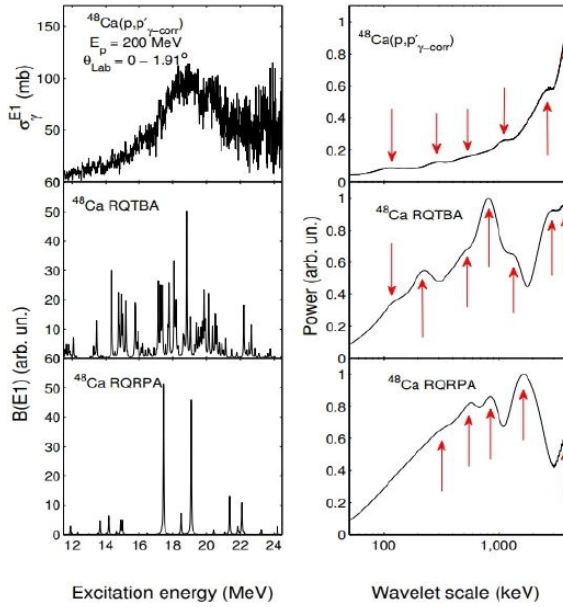 ⁴⁸Ca(p,p′γ−corr)
Eₚ = 200 MeV
θLab = 0 − 1.91°
σγE1 (mb)
150
100
50
60
⁴⁸Ca RQTBA
50
40
30
20
10
60
B(E1) (arb. un.)
⁴⁸Ca RQRPA
50
40
30
20
10
0
12 14 16 18 20 22 24
Excitation energy (MeV)
⁴⁸Ca(p,p′γ−corr)
1
0.8
0.6
0.4
0.2
0
Power (arb. un.)
⁴⁸Ca RQTBA
1
0.8
0.6
0.4
0.2
0
⁴⁸Ca RQRPA
1
0.8
0.6
0.4
0.2
0
100 1,000
Wavelet scale (keV)